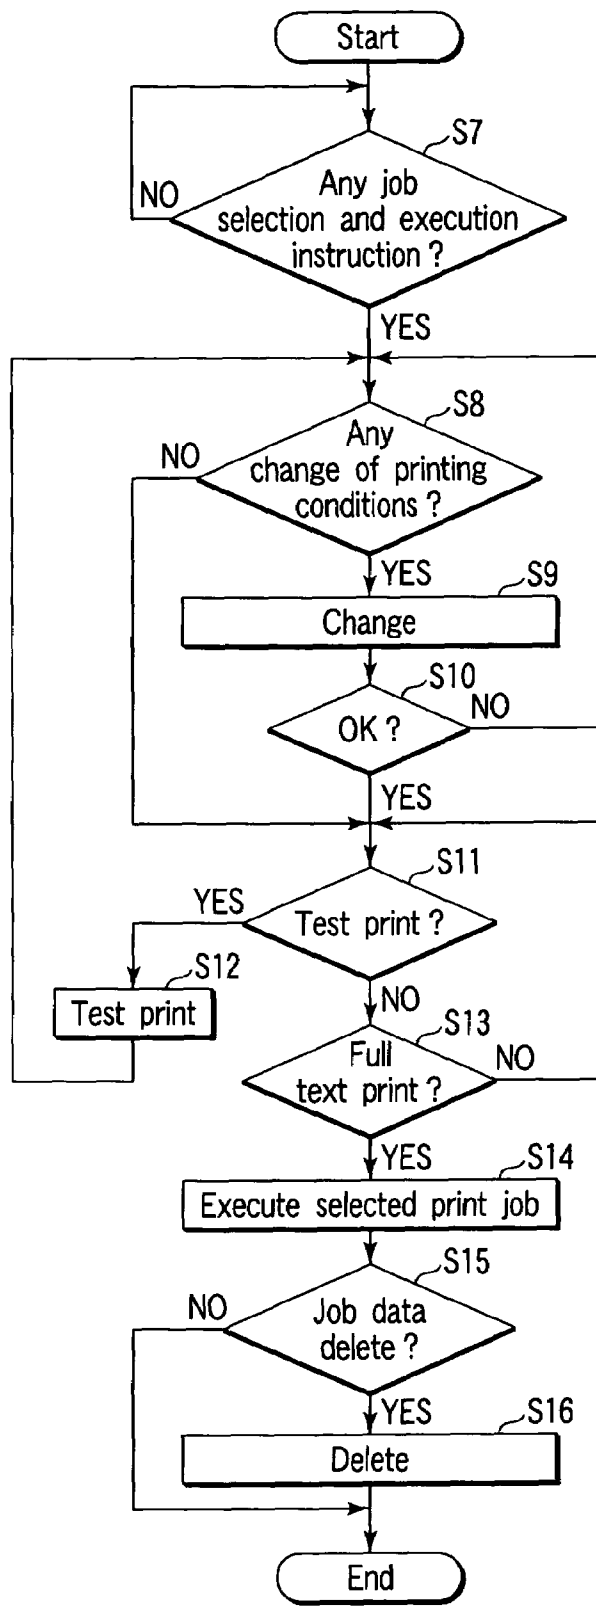 Start
S7
NO
Any job
selection and execution
instruction ?
YES
S8
NO
Any
change of printing
conditions ?
YES
S9
Change
S10
OK ?
NO
YES
S11
YES
Test print ?
S12
Test print
NO
S13
Full
text print ?
NO
YES
S14
Execute selected print job
S15
NO
Job data
delete ?
YES
S16
Delete
End